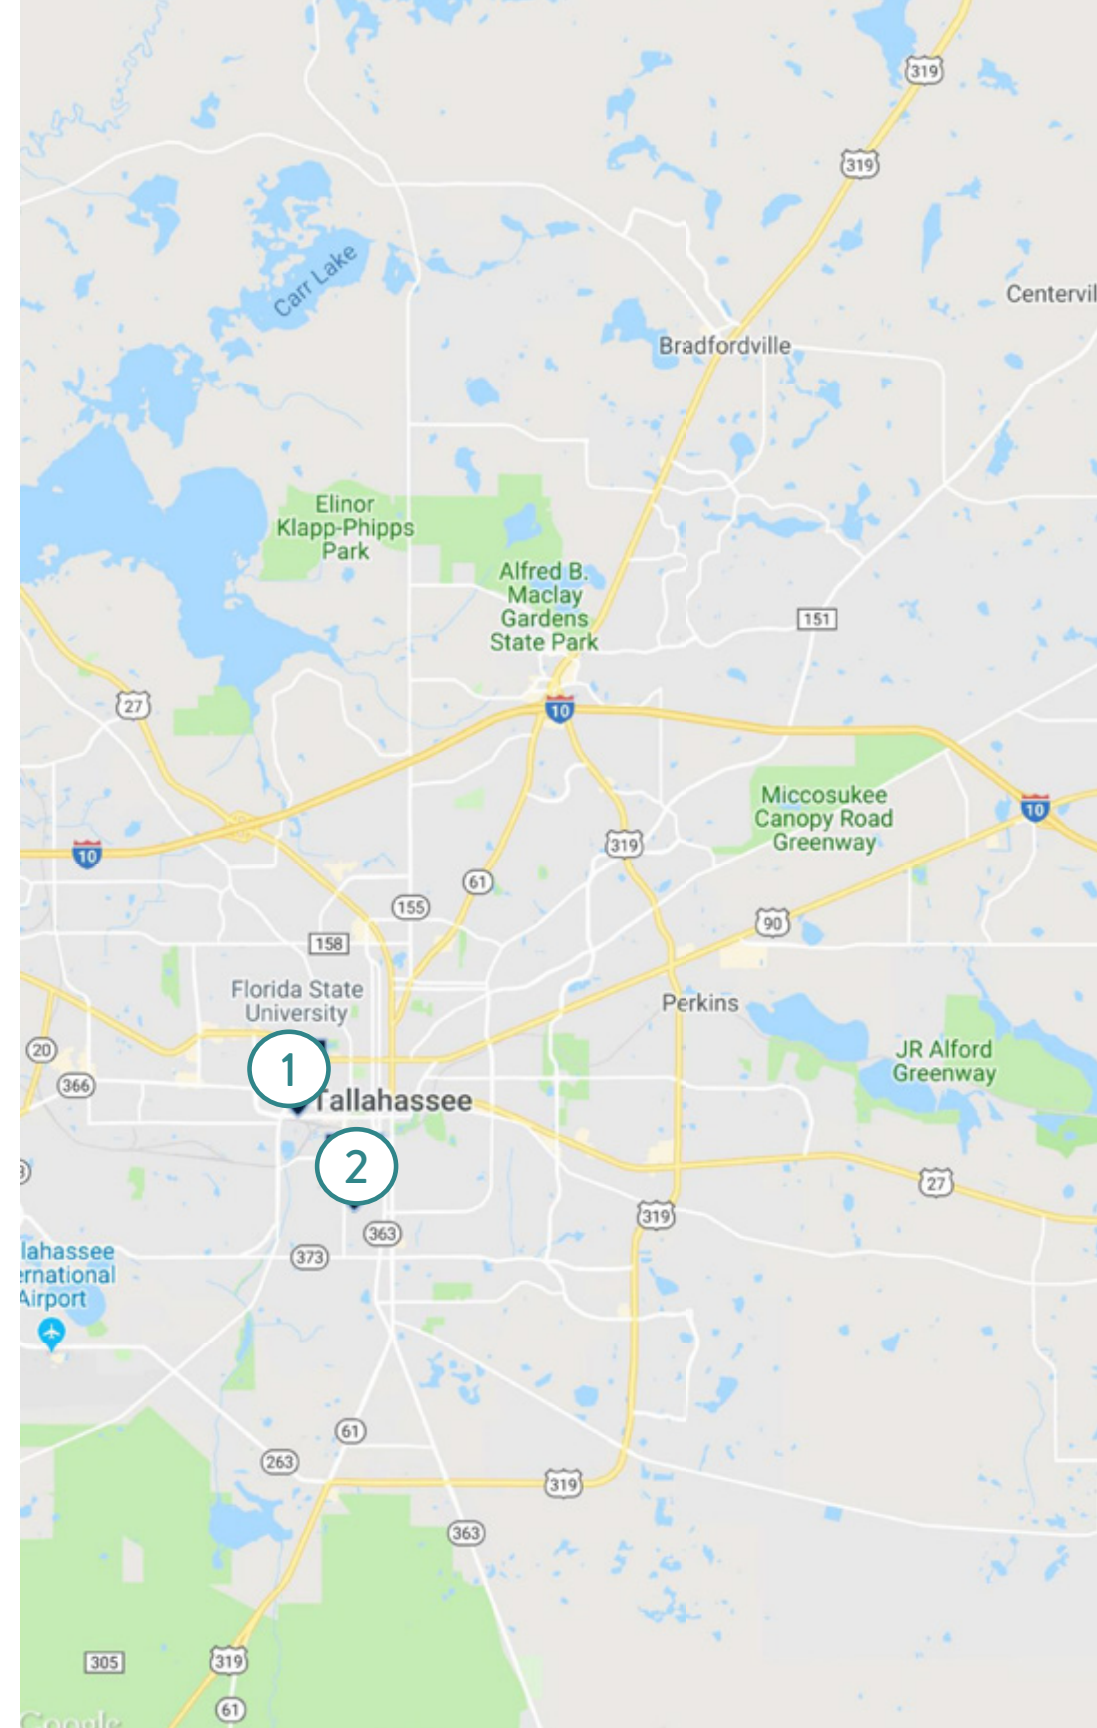 319
319
Carr Lake
Centervil
Bradfordville
Elinor
Klapp-Phipps
Park
Alfred B.
Maclay
Gardens
State Park
151
27
10
Miccosukee
Canopy Road
Greenway
10
10
319
61
155
90
158
Florida State
University
Perkins
20
JR Alford
Greenway
366
1
Tallahassee
2
27
319
363
373
lahassee
ernational
Airport
61
263
319
363
305
319
61
Google